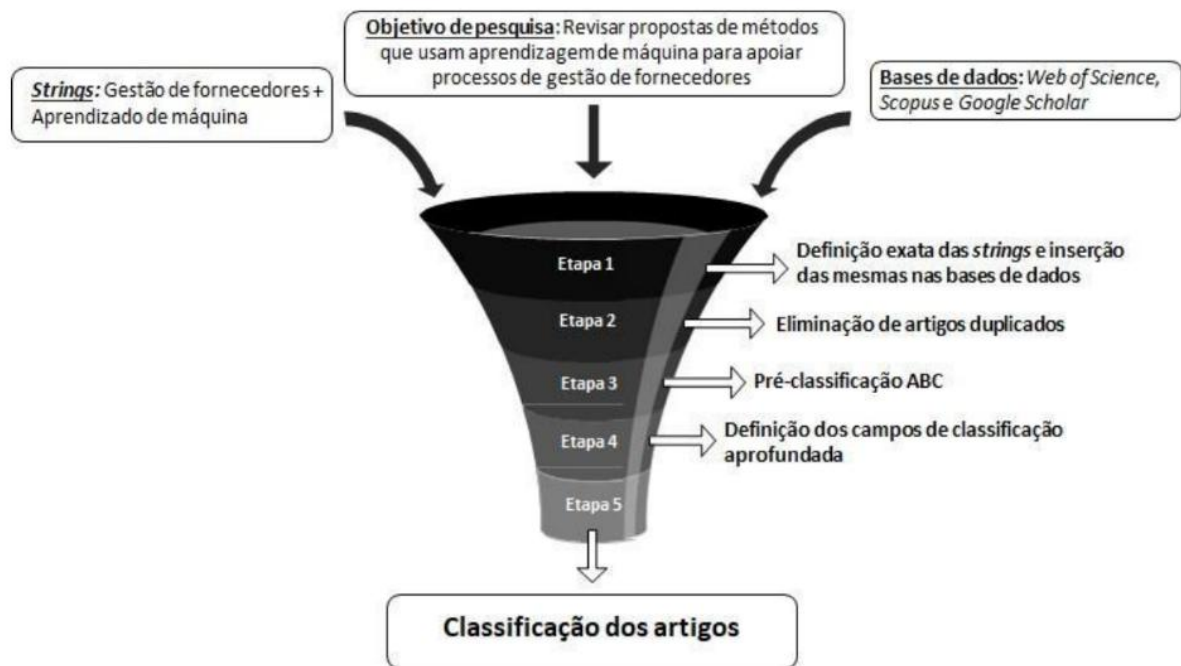 Objetivo de pesquisa: Revisar propostas de métodos
que usam aprendizagem de máquina para apoiar
processos de gestão de fornecedores
Strings: Gestão de fornecedores +
Aprendizado de máquina
Bases de dados: Web of Science,
Scopus e Google Scholar
Etapa 1
Definição exata das strings e inserção
das mesmas nas bases de dados
Etapa 2
Eliminação de artigos duplicados
Etapa 3
Pré-classificação ABC
Etapa 4
Definição dos campos de classificação
aprofundada
Etapa 5
Classificação dos artigos